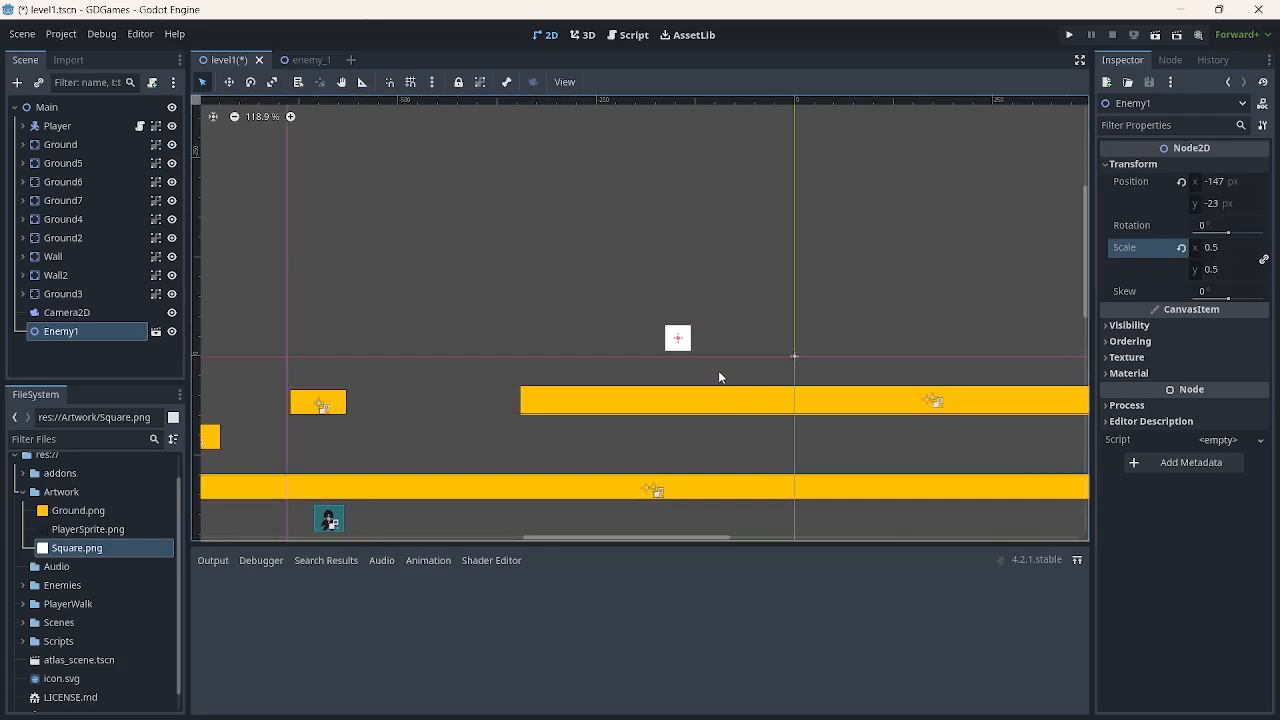 (*) level1.tscn - GDGames - Godot Engine
Scene Project Debug Editor Help
2D 3D Script AssetLib
Forward+
Scene Import
level1(*) enemy_1
Inspector Node History
Filter: name, t:t
View
Enemy1
Filter Properties
Main
Player
Ground
Ground5
Ground6
Ground7
Ground4
Ground2
Wall
Wall2
Ground3
Camera2D
Enemy1
-500 -250 0 250
118.9 %
Node2D
Transform
Position x -147 px
y -23 px
Rotation 0°
Scale x 0.5
y 0.5
Skew 0°
CanvasItem
Visibility
Ordering
Texture
Material
Node
Process
Editor Description
Script <empty>
Add Metadata
FileSystem
res://Artwork/Square.png
Filter Files
res://
addons
Artwork
Ground.png
PlayerSprite.png
Square.png
Audio
Enemies
PlayerWalk
Scenes
Scripts
atlas_scene.tscn
icon.svg
LICENSE.md
Output Debugger Search Results Audio Animation Shader Editor
4.2.1.stable